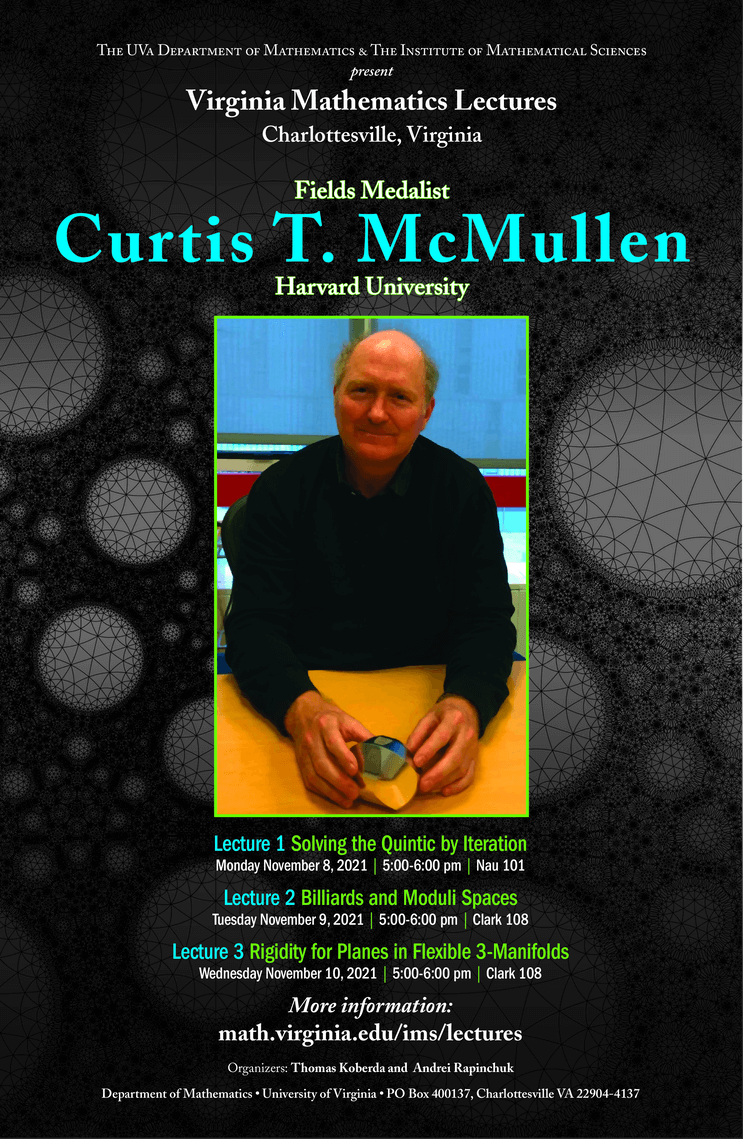 The UVa Department of Mathematics & The Institute of Mathematical Sciences
present
Virginia Mathematics Lectures
Charlottesville, Virginia
Fields Medalist
Curtis T. McMullen
Harvard University
Lecture 1 Solving the Quintic by Iteration
Monday November 8, 2021 | 5:00-6:00 pm | Nau 101
Lecture 2 Billiards and Moduli Spaces
Tuesday November 9, 2021 | 5:00-6:00 pm | Clark 108
Lecture 3 Rigidity for Planes in Flexible 3-Manifolds
Wednesday November 10, 2021 | 5:00-6:00 pm | Clark 108
More information:
math.virginia.edu/ims/lectures
Organizers: Thomas Koberda and Andrei Rapinchuk
Department of Mathematics • University of Virginia • PO Box 400137, Charlottesville VA 22904-4137